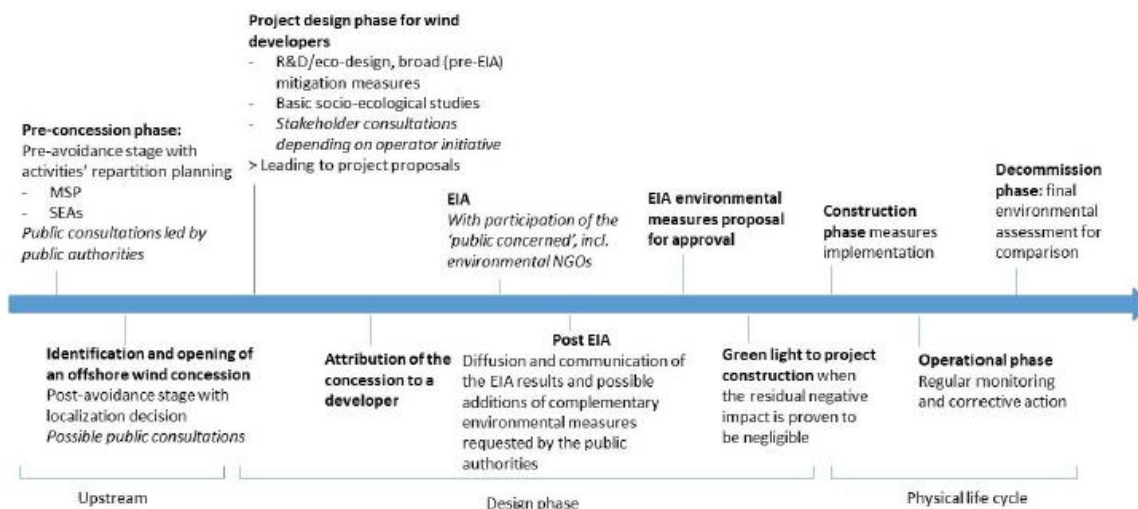 Project design phase for wind
developers
- R&D/eco-design, broad (pre-EIA)
mitigation measures
- Basic socio-ecological studies
- Stakeholder consultations
depending on operator initiative
> Leading to project proposals
Pre-concession phase:
Pre-avoidance stage with
activities' repartition planning
- MSP
- SEAs
Public consultations led by
public authorities
EIA
With participation of the
'public concerned', incl.
environmental NGOs
EIA environmental
measures proposal
for approval
Construction
phase measures
implementation
Decommission
phase: final
environmental
assessment for
comparison
Identification and opening of
an offshore wind concession
Post-avoidance stage with
localization decision
Possible public consultations
Attribution of the
concession to a
developer
Post EIA
Diffusion and communication of
the EIA results and possible
additions of complementary
environmental measures
requested by the public
authorities
Green light to project
construction when
the residual negative
impact is proven to
be negligible
Operational phase
Regular monitoring
and corrective action
Upstream
Design phase
Physical life cycle